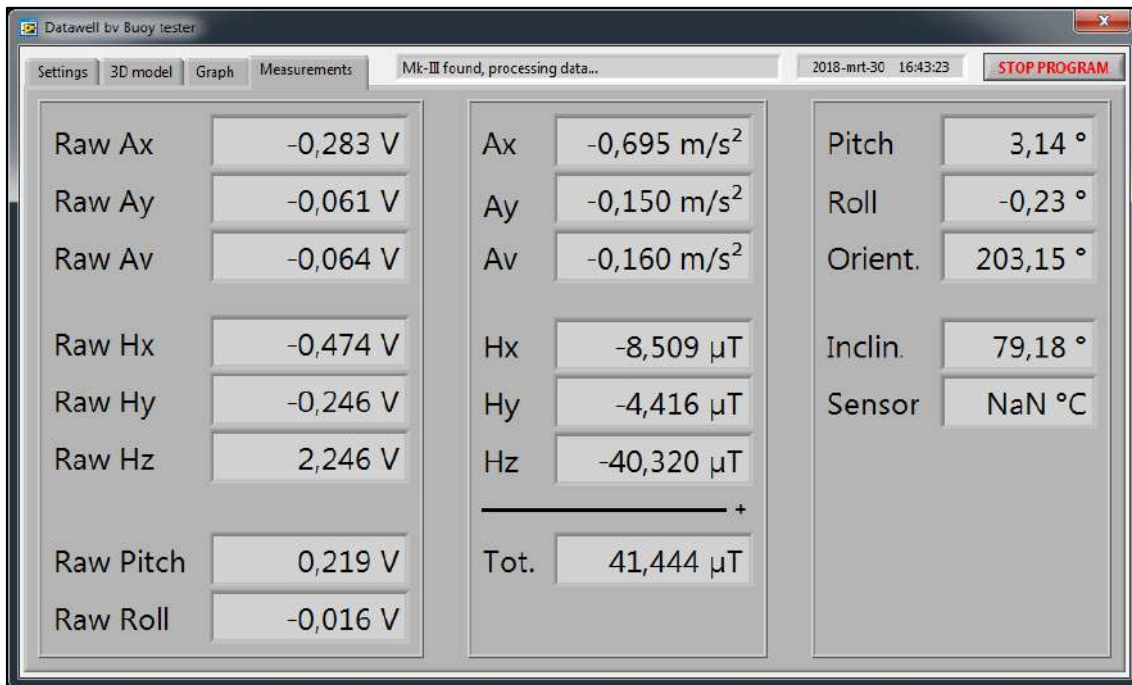 Datawell bv Buoy tester
X
Settings 3D model Graph Measurements Mk-III found, processing data... 2018-mrt-30 16:43:23 STOP PROGRAM
Raw Ax -0,283 V
Raw Ay -0,061 V
Raw Av -0,064 V
Raw Hx -0,474 V
Raw Hy -0,246 V
Raw Hz 2,246 V
Raw Pitch 0,219 V
Raw Roll -0,016 V
Ax -0,695 m/s²
Ay -0,150 m/s²
Av -0,160 m/s²
Hx -8,509 µT
Hy -4,416 µT
Hz -40,320 µT
+
Tot. 41,444 µT
Pitch 3,14 °
Roll -0,23 °
Orient. 203,15 °
Inclin. 79,18 °
Sensor NaN °C